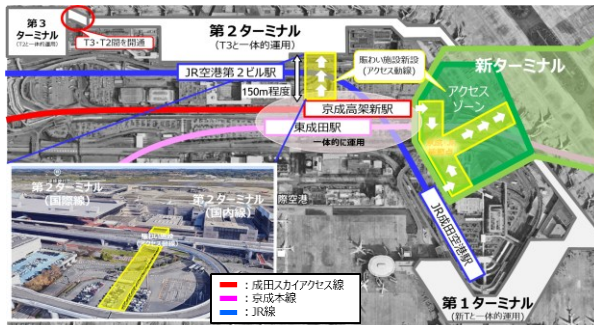 第3
ターミナル
(T2と一体的運用)
T3・T2間を開通
第2ターミナル
(T3と一体的運用)
JR空港第2ビル駅
150m程度
賑わい施設新設
(アクセス動線)
新ターミナル
アクセス
ゾーン
京成高架新駅
東成田駅
一体的に運用
JR成田空港駅
第1ターミナル
(新Tと一体的運用)
第2ターミナル
(国際線)
第2ターミナル
(国内線)
際空港
:成田スカイアクセス線
:京成本線
:JR線